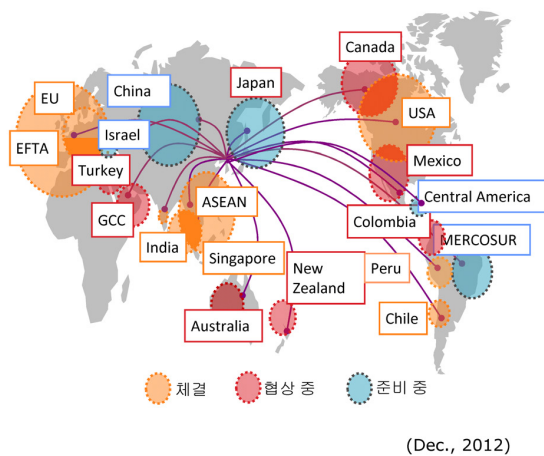 Canada
EU
China
Japan
USA
EFTA
Israel
Mexico
Turkey
Central America
ASEAN
GCC
Colombia
MERCOSUR
India
Singapore
New
Zealand
Peru
Australia
Chile
체결
협상 중
준비 중
(Dec., 2012)